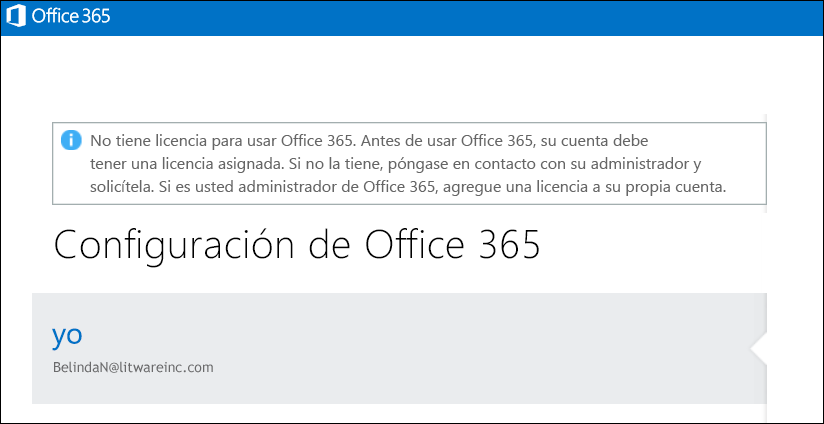 Office 365
No tiene licencia para usar Office 365. Antes de usar Office 365, su cuenta debe
tener una licencia asignada. Si no la tiene, póngase en contacto con su administrador y
solicítela. Si es usted administrador de Office 365, agregue una licencia a su propia cuenta.
Configuración de Office 365
yo
BelindaN@litwareinc.com